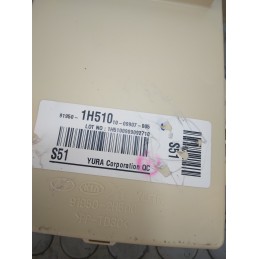 91950- 1H510
LOT NO : 
S51
YURA Corporation QC
S51